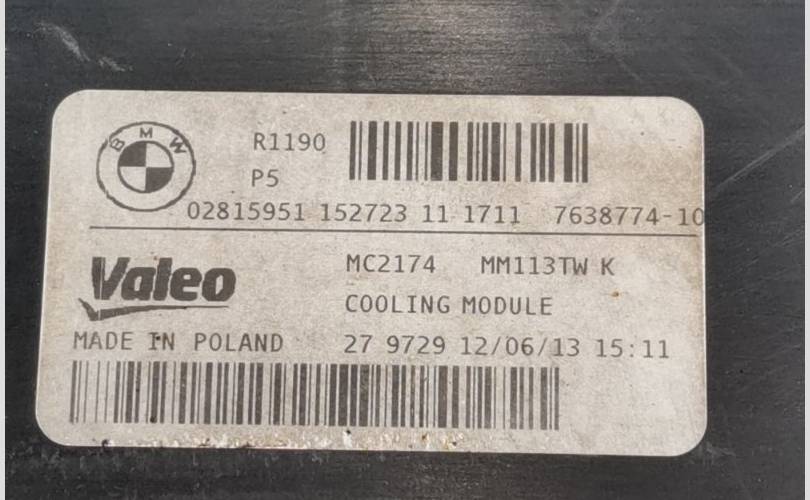 BMW
R1190
P5
02815951 152723 11 1711 7638774-10
Valeo
MC2174 MM113TW K
COOLING MODULE
MADE IN POLAND 27 9729 12/06/13 15:11